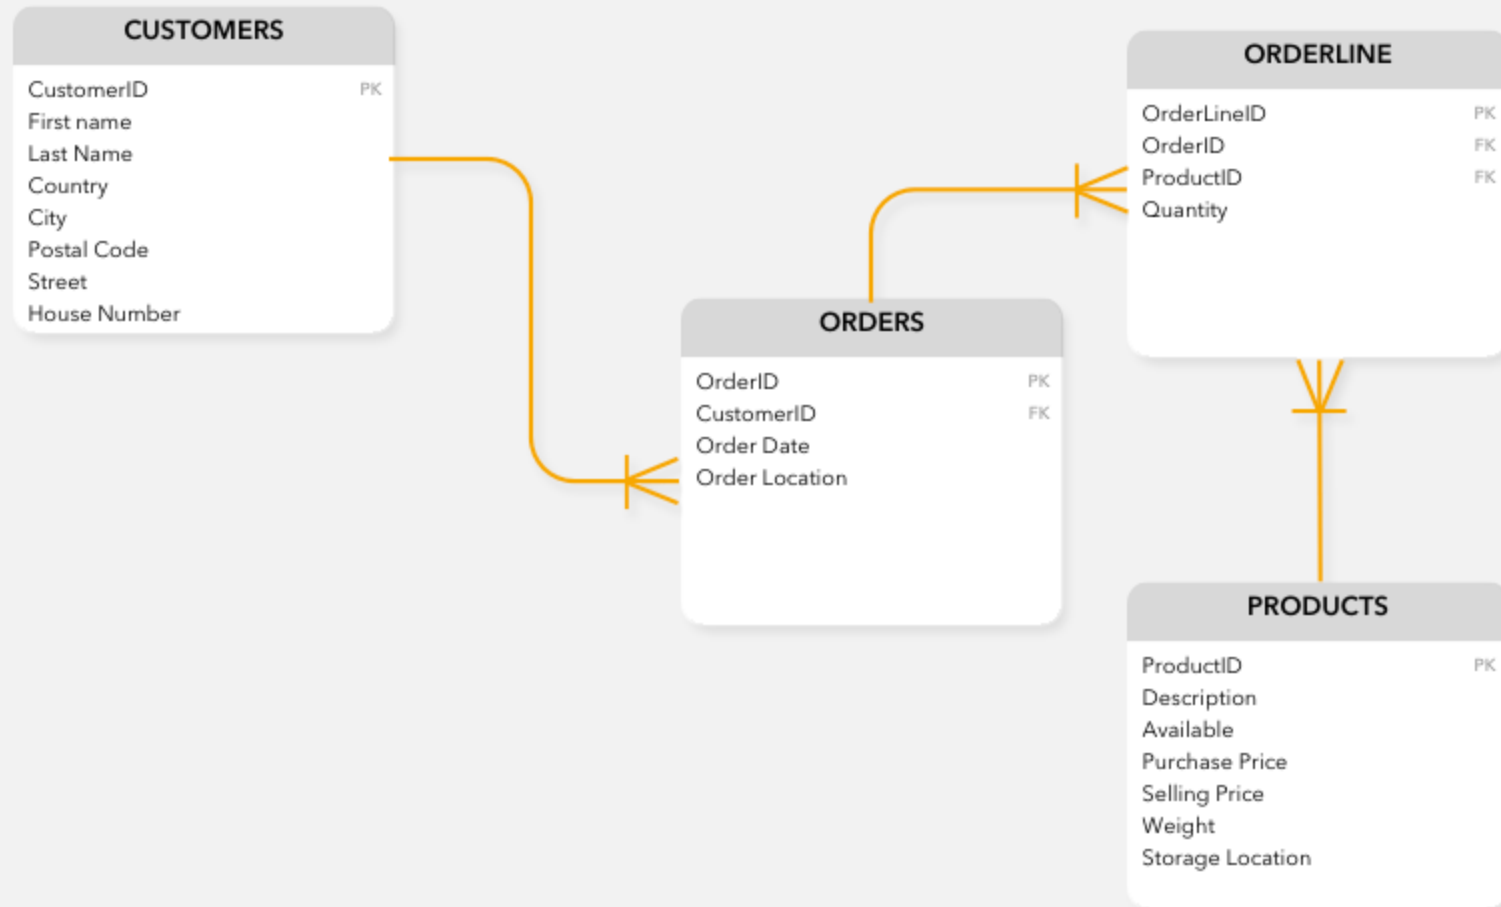 CUSTOMERS
CustomerID PK
First name
Last Name
Country
City
Postal Code
Street
House Number
ORDERS
OrderID PK
CustomerID FK
Order Date
Order Location
ORDERLINE
OrderLineID PK
OrderID FK
ProductID FK
Quantity
PRODUCTS
ProductID PK
Description
Available
Purchase Price
Selling Price
Weight
Storage Location